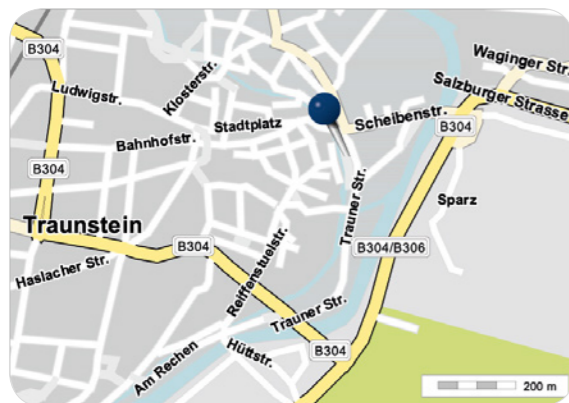 B304
Waginger Str.
Salzburger Strasse
Ludwigstr.
Klosterstr.
Stadtplatz
Scheibenstr.
B304
Bahnhofstr.
B304
Sparz
Traunstein
Trauner Str.
B304
B304/B306
Haslacher Str.
Reiffenstuelstr.
Trauner Str.
Am Rechen
Hüttstr.
B304
200 m